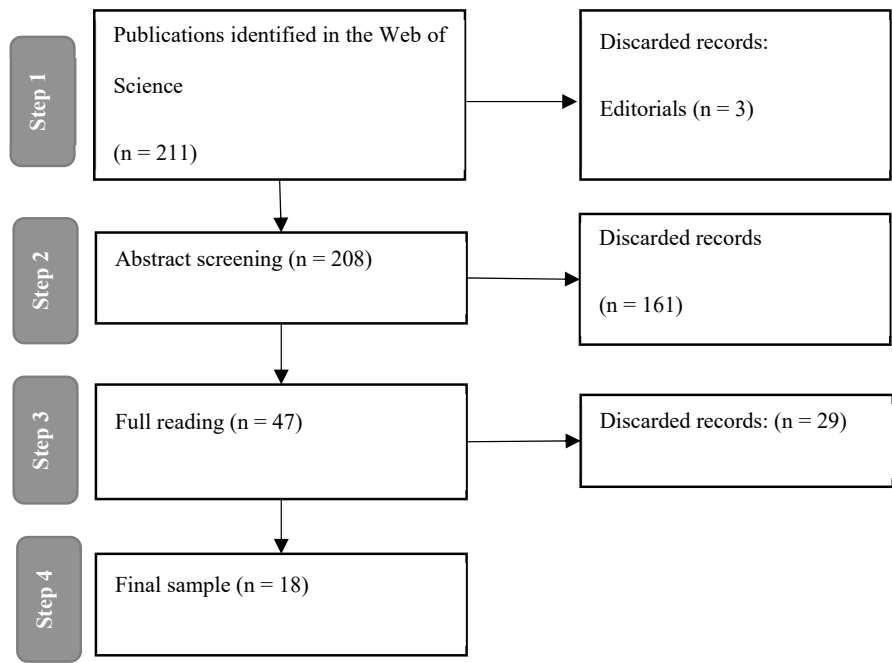 Step 1
Publications identified in the Web of
Science
(n = 211)
Discarded records:
Editorials (n = 3)
Step 2
Abstract screening (n = 208)
Discarded records
(n = 161)
Step 3
Full reading (n = 47)
Discarded records: (n = 29)
Step 4
Final sample (n = 18)